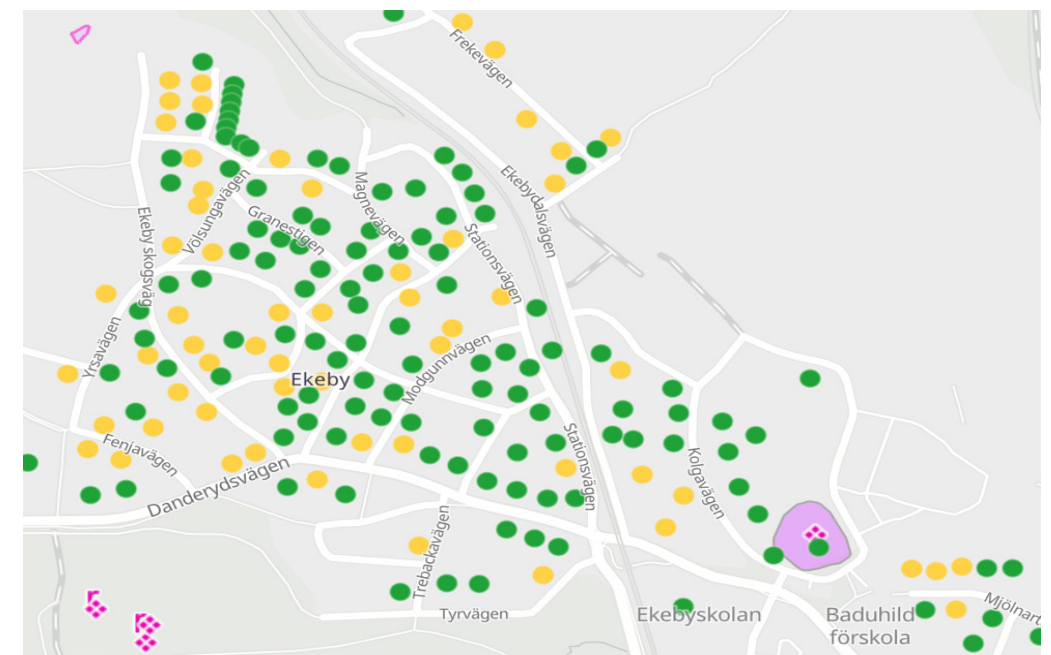 Frekevägen
Ekebydalsvägen
Magnevägen
Völsungavägen
Granestigen
Ekeby skogsväg
Stationsvägen
Yrsavägen
Modgunnvägen
Ekeby
Fenjavägen
Danderydsvägen
Stationsvägen
Kolgavägen
Trebackavägen
Tyrvägen
Ekebyskolan
Baduhild
förskola
Mjölnart